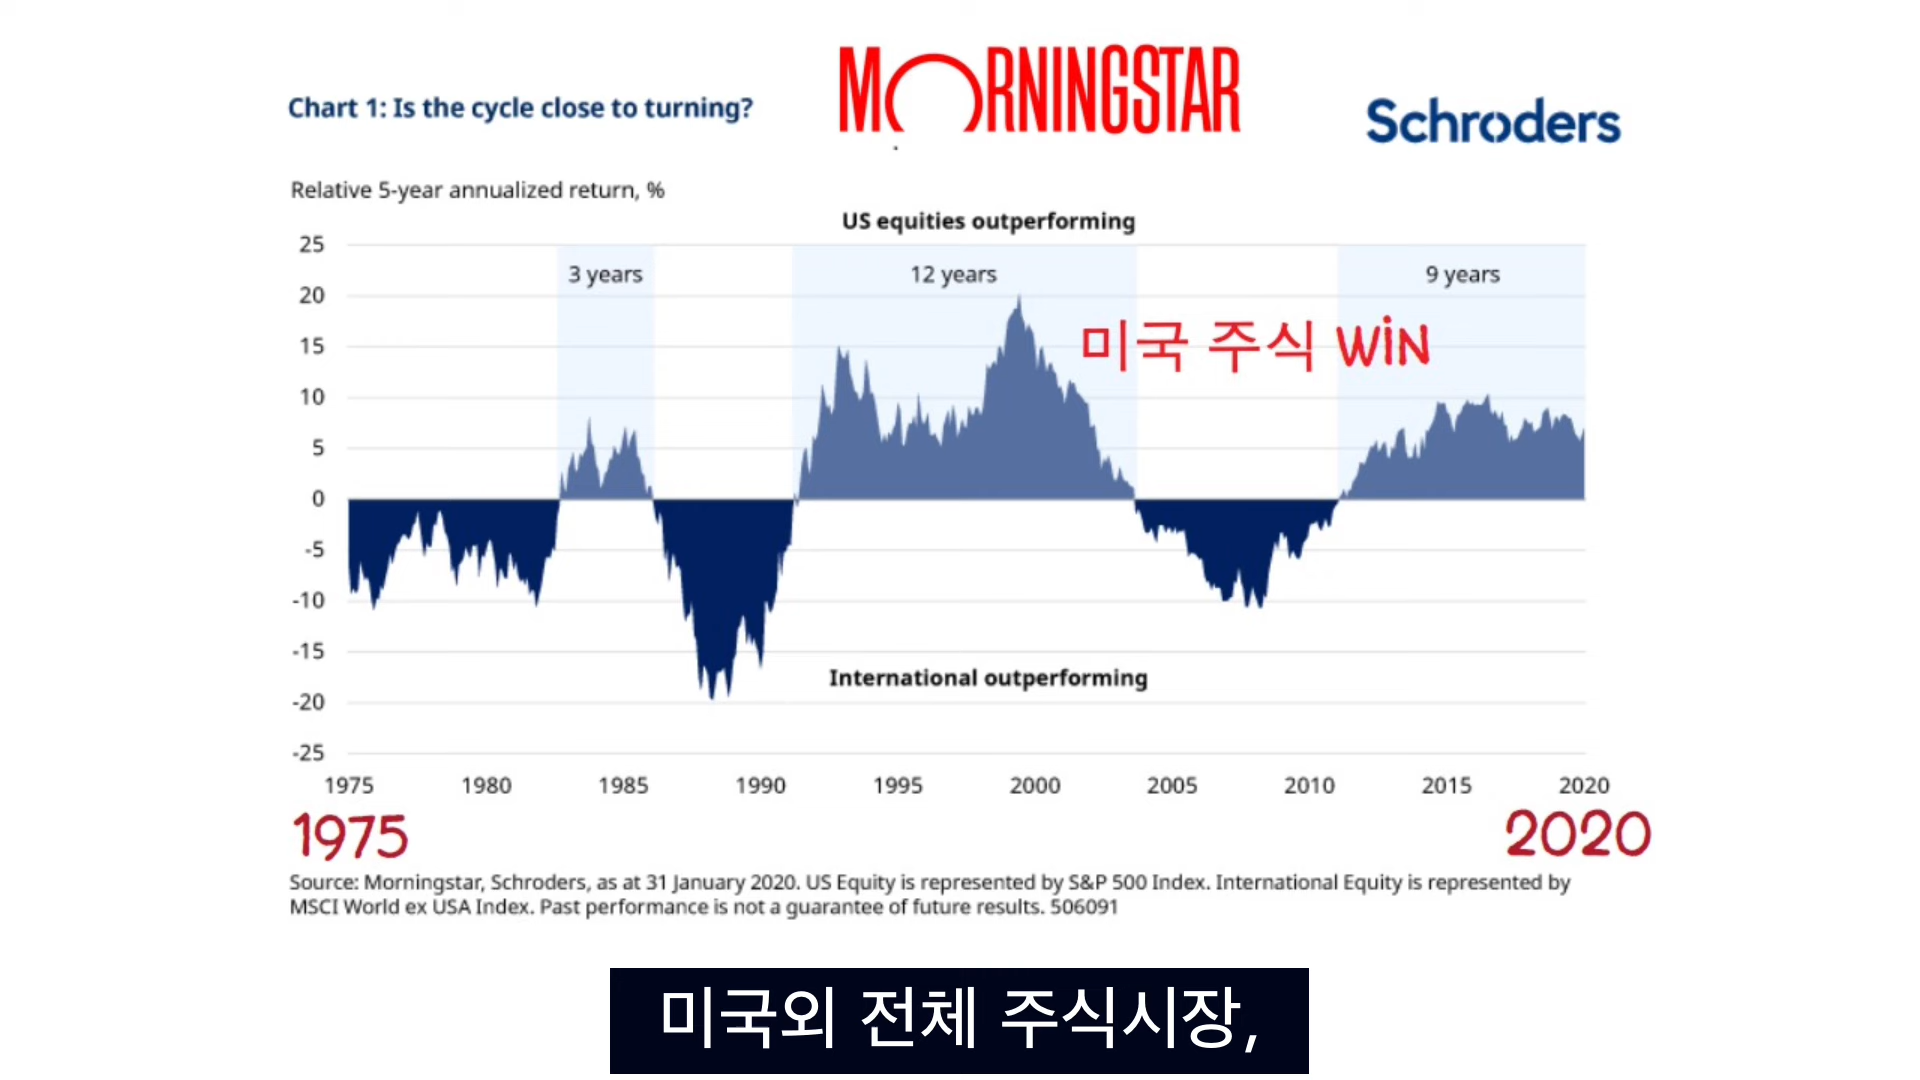 MORNINGSTAR
Chart 1: Is the cycle close to turning?
Schroders
Relative 5-year annualized return, %
US equities outperforming
25
3 years
12 years
9 years
20
미국 주식 WiN
15
10
5
0
-5
-10
-15
International outperforming
-20
-25
1975 1980 1985 1990 1995 2000 2005 2010 2015 2020
1975
2020
Source: Morningstar, Schroders, as at 31 January 2020. US Equity is represented by S&P 500 Index. International Equity is represented by
MSCI World ex USA Index. Past performance is not a guarantee of future results. 506091
미국외 전체 주식시장,